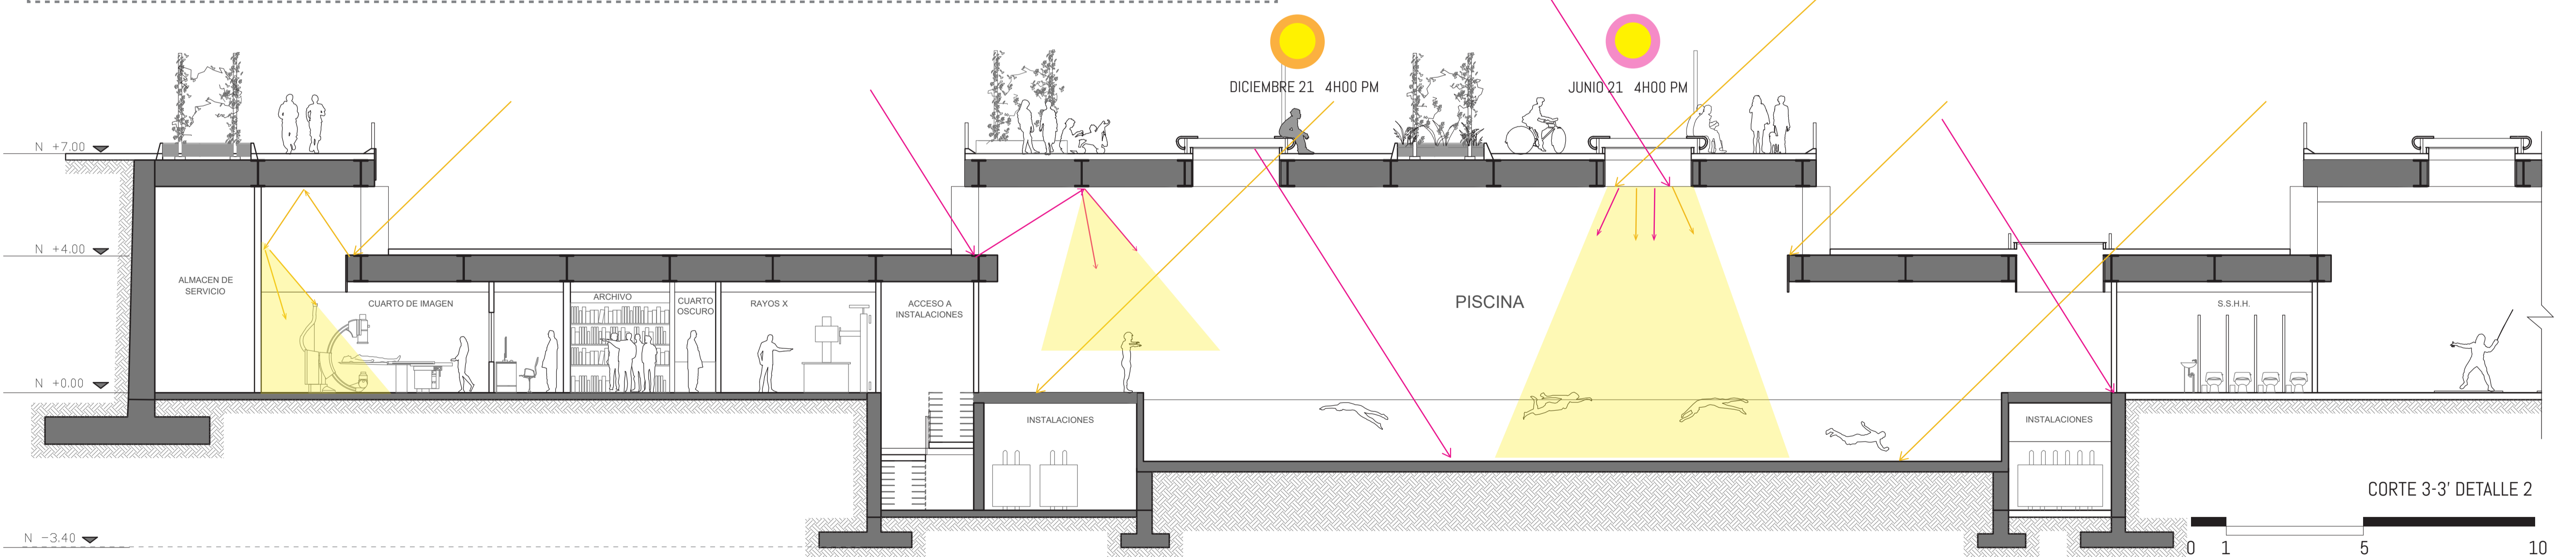 DICIEMBRE 21 4H00 PM
JUNIO 21 4H00 PM
N +7.00
N +4.00
ALMACEN DE
SERVICIO
CUARTO DE IMAGEN
ARCHIVO
CUARTO
OSCURO
RAYOS X
ACCESO A
INSTALACIONES
PISCINA
S.S.H.H.
N +0.00
INSTALACIONES
INSTALACIONES
CORTE 3-3' DETALLE 2
N -3.40
0 1 5 10